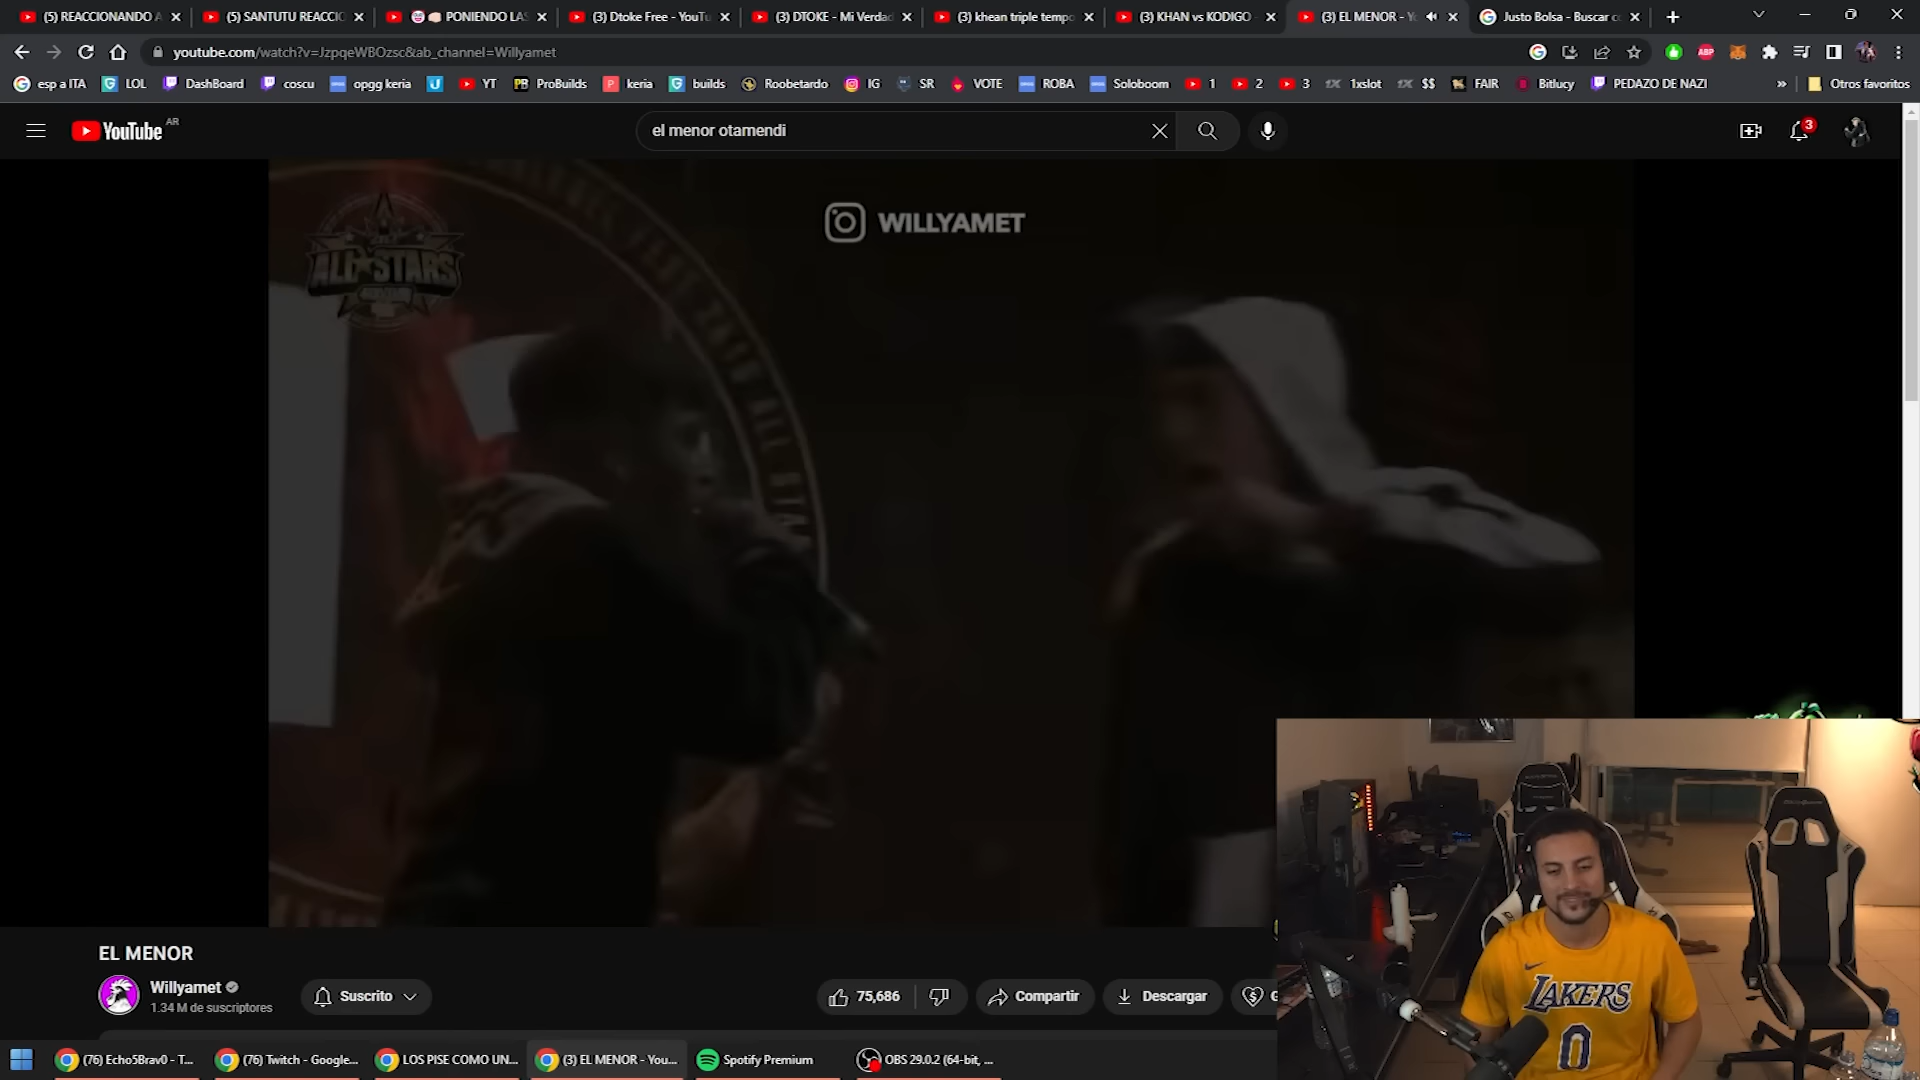 (5) REACCIONANDO A
(5) SANTUTU REACCIO
PONIENDO LAS
(3) Dtoke Free - YouTu
(3) DTOKE - Mi Verdad
(3) khean triple tempo
(3) KHAN vs KODIGO -
(3) EL MENOR - Y
Justo Bolsa - Buscar c
youtube.com/watch?v=JzpqeWBOzsc&ab_channel=Willyamet
esp a ITA
LOL
DashBoard
coscu
opgg keria
YT
ProBuilds
keria
builds
Roobetardo
IG
SR
VOTE
ROBA
Soloboom
1
2
3
1xslot
$$
FAIR
Bitlucy
PEDAZO DE NAZI
»
Otros favoritos
YouTube AR
el menor otamendi
3
WILLYAMET
ALL STARS
EL MENOR
Willyamet
1.34 M de suscriptores
Suscrito
75,686
Compartir
Descargar
G
LAKERS
0
(76) Echo5Brav0 - T...
(76) Twitch - Google...
LOS PISE COMO UN...
(3) EL MENOR - You...
Spotify Premium
OBS 29.0.2 (64-bit, ...